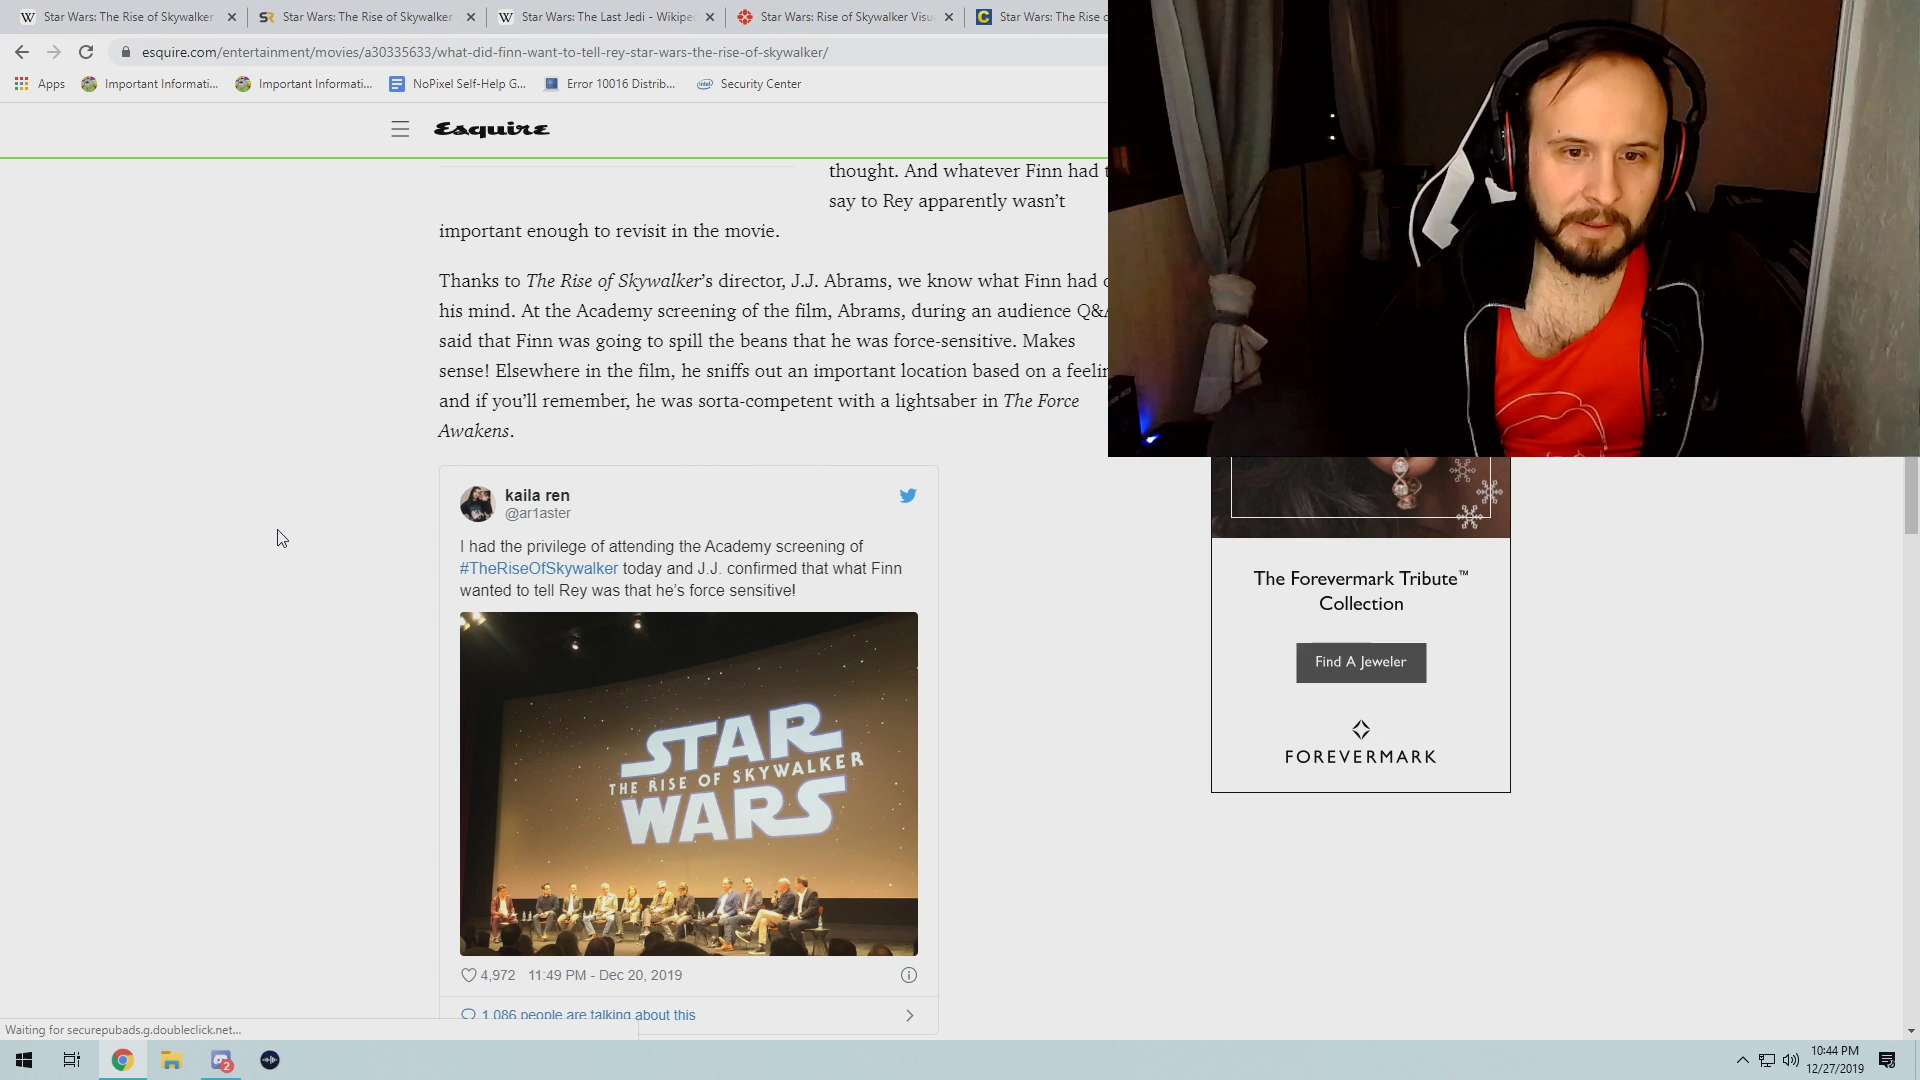 Star Wars: The Rise of Skywalker
Star Wars: The Rise of Skywalker
Star Wars: The Last Jedi - Wikipe
Star Wars: Rise of Skywalker Visu
Star Wars: The Rise o
esquire.com/entertainment/movies/a30335633/what-did-finn-want-to-tell-rey-star-wars-the-rise-of-skywalker/
Apps
Important Informati...
Important Informati...
NoPixel Self-Help G...
Error 10016 Distrib...
Security Center
Esquire
thought. And whatever Finn had t
say to Rey apparently wasn’t
important enough to revisit in the movie.
Thanks to The Rise of Skywalker’s director, J.J. Abrams, we know what Finn had o
his mind. At the Academy screening of the film, Abrams, during an audience Q&A
said that Finn was going to spill the beans that he was force-sensitive. Makes
sense! Elsewhere in the film, he sniffs out an important location based on a feelin
and if you’ll remember, he was sorta-competent with a lightsaber in The Force
Awakens.
kaila ren
@ar1aster
I had the privilege of attending the Academy screening of
#TheRiseOfSkywalker today and J.J. confirmed that what Finn
wanted to tell Rey was that he’s force sensitive!
STAR
THE RISE OF SKYWALKER
WARS
4,972 11:49 PM - Dec 20, 2019
1,086 people are talking about this
The Forevermark Tribute™
Collection
Find A Jeweler
FOREVERMARK
Waiting for securepubads.g.doubleclick.net...
2
10:44 PM
12/27/2019